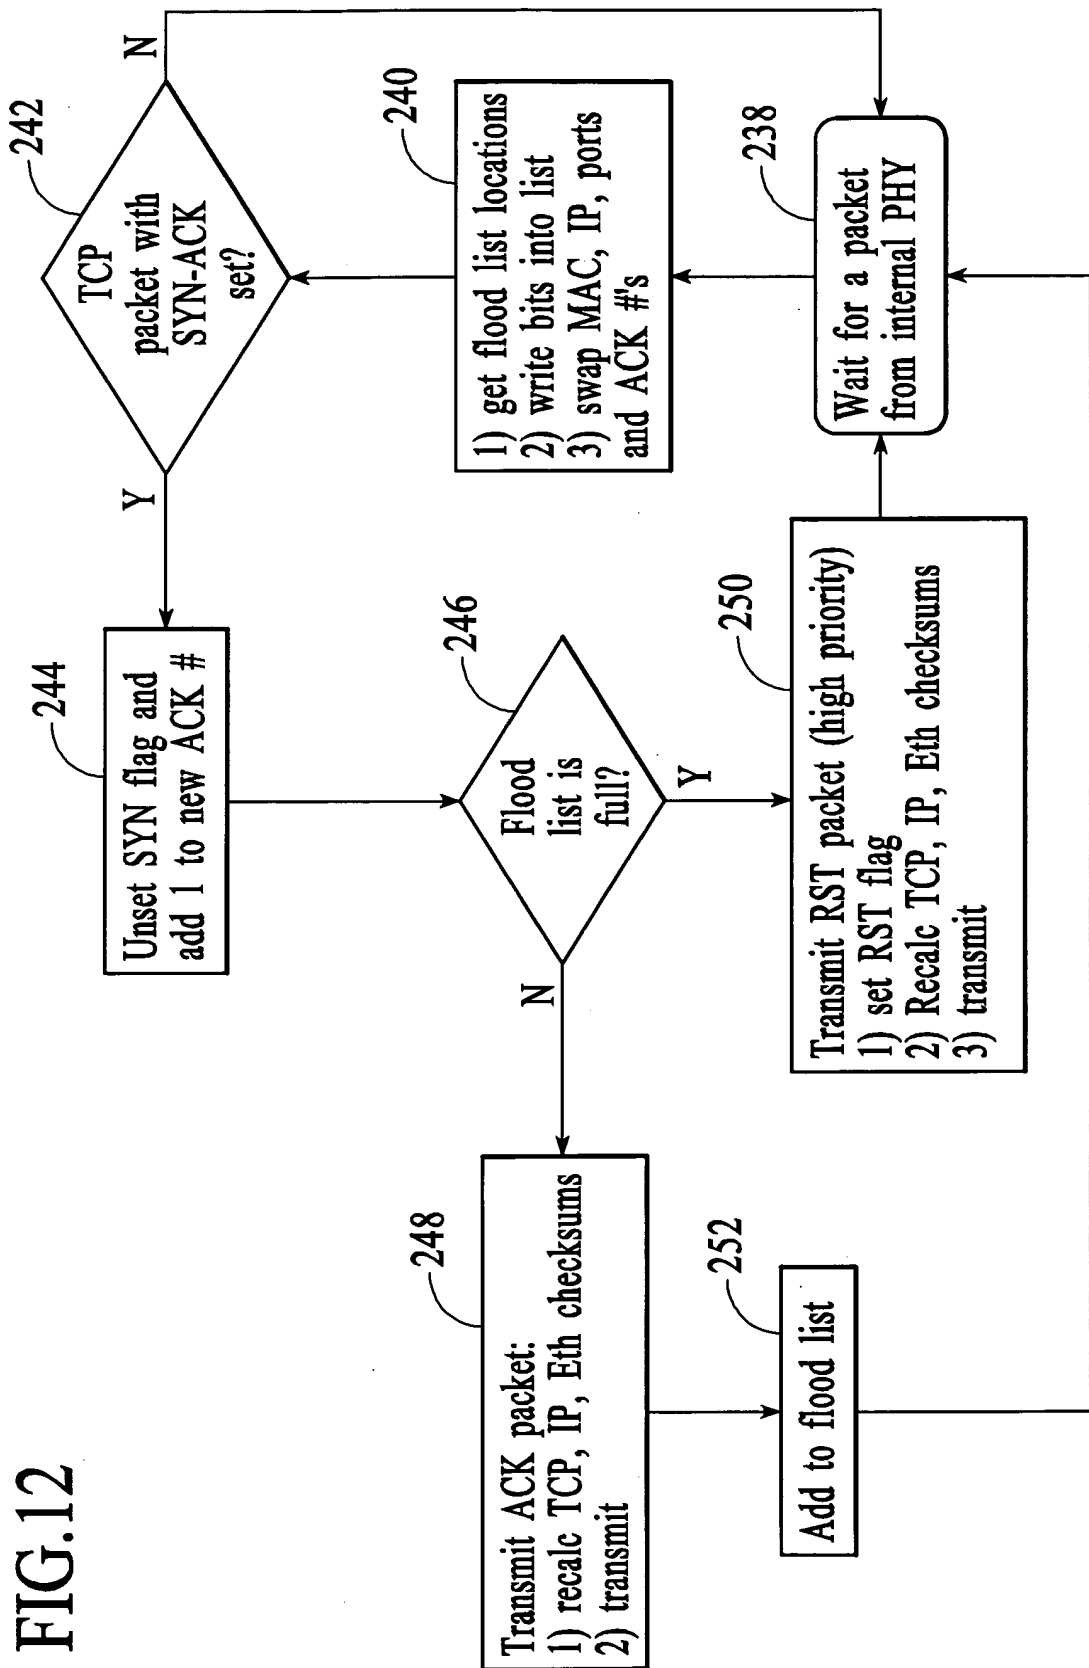 FIG.12
242
TCP
packet with
SYN-ACK
set?
Y
N
244
Unset SYN flag and
add 1 to new ACK #
240
1) get flood list locations
2) write bits into list
3) swap MAC, IP, ports
and ACK #'s
246
Flood
list is
full?
N
Y
248
Transmit ACK packet:
1) recalc TCP, IP, Eth checksums
2) transmit
250
Transmit RST packet (high priority)
1) set RST flag
2) Recalc TCP, IP, Eth checksums
3) transmit
238
Wait for a packet
from internal PHY
252
Add to flood list